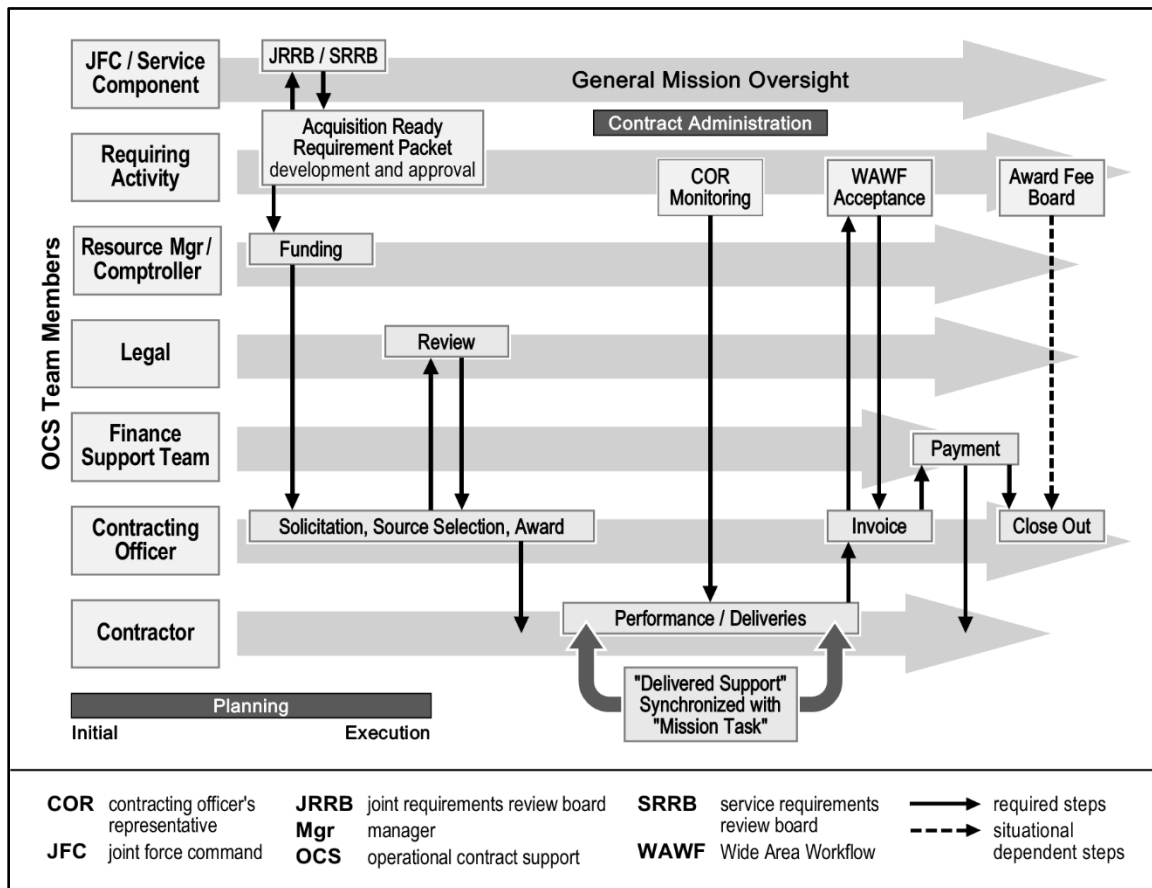 OCS Team Members
JFC / Service
Component
JRRB / SRRB
General Mission Oversight
Contract Administration
Requiring
Activity
Acquisition Ready
Requirement Packet
development and approval
COR
Monitoring
WAWF
Acceptance
Award Fee
Board
Resource Mgr /
Comptroller
Funding
Legal
Review
Finance
Support Team
Payment
Contracting
Officer
Solicitation, Source Selection, Award
Invoice
Close Out
Contractor
Performance / Deliveries
"Delivered Support"
Synchronized with
"Mission Task"
Planning
Initial
Execution
COR contracting officer's
representative
JFC joint force command
JRRB joint requirements review board
Mgr manager
OCS operational contract support
SRRB service requirements
review board
WAWF Wide Area Workflow
required steps
situational
dependent steps